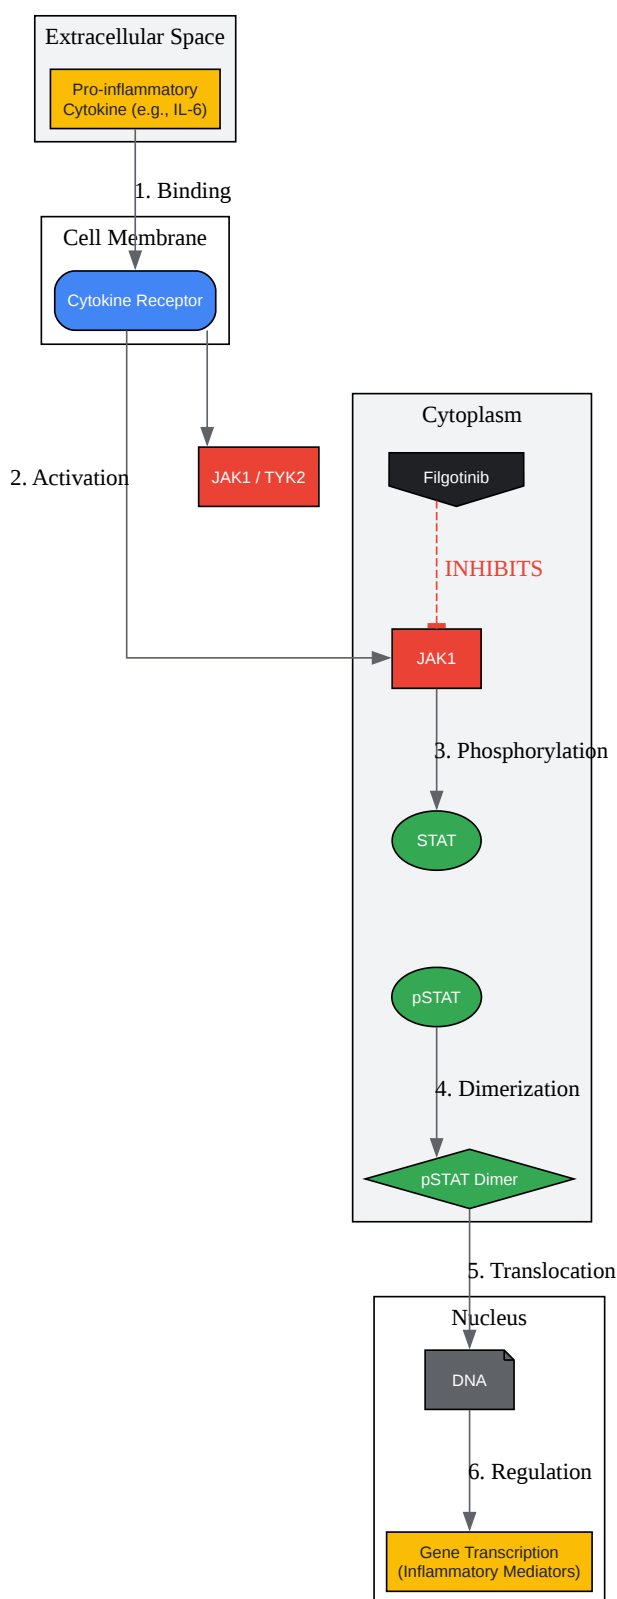 Extracellular Space
Pro-inflammatory
Cytokine (e.g., IL-6)
1. Binding
Cell Membrane
Cytokine Receptor
Cytoplasm
2. Activation
JAK1 / TYK2
Filgotinib
INHIBITS
JAK1
3. Phosphorylation
STAT
pSTAT
4. Dimerization
pSTAT Dimer
5. Translocation
Nucleus
DNA
6. Regulation
Gene Transcription
(Inflammatory Mediators)